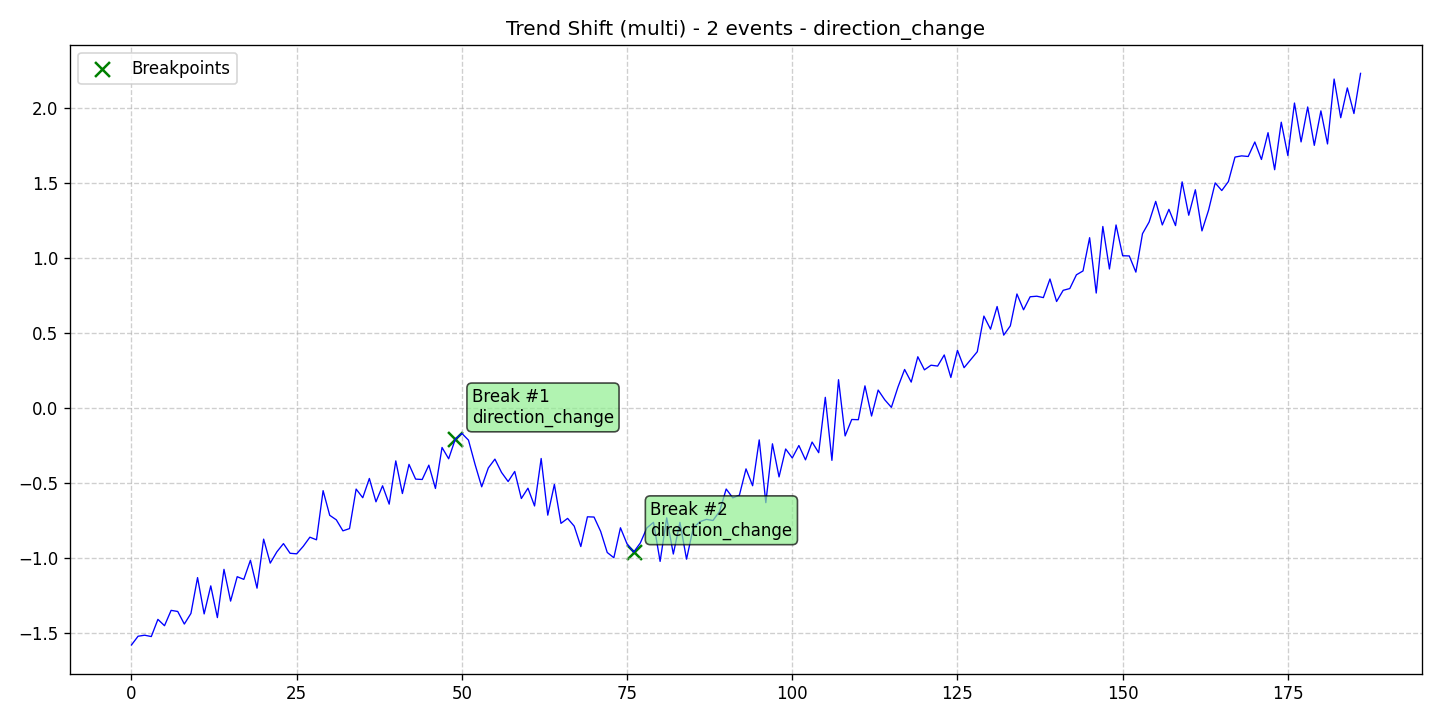 Trend Shift (multi) - 2 events - direction_change
Breakpoints
2.0
1.5
1.0
0.5
0.0
−0.5
−1.0
−1.5
Break #1
direction_change
Break #2
direction_change
0
25
50
75
100
125
150
175